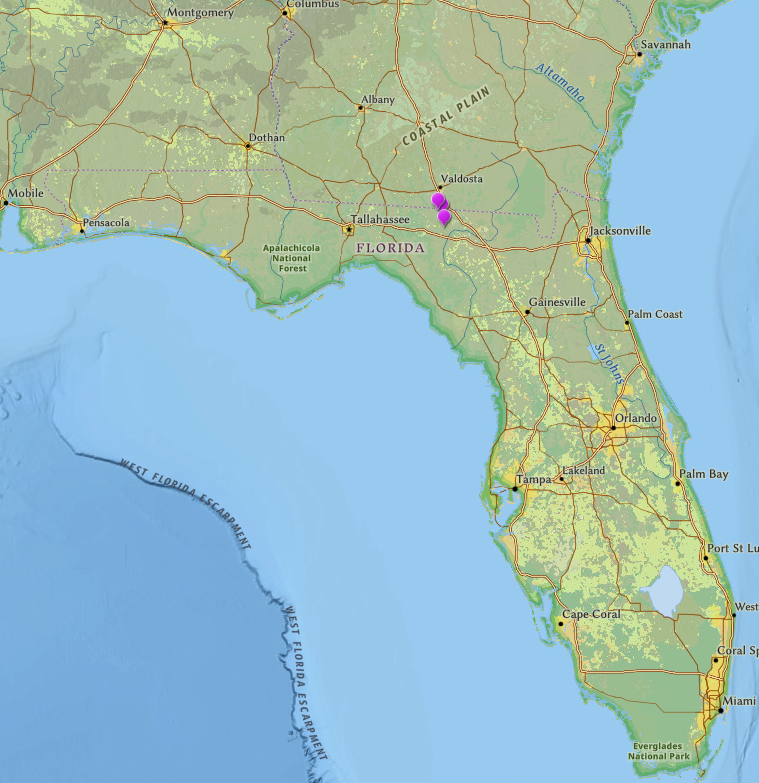 Montgomery
Columbus
Savannah
Altamaha
Albany
COASTAL PLAIN
Dothan
Valdosta
Mobile
Pensacola
Tallahassee
Jacksonville
FLORIDA
Apalachicola
National
Forest
Gainesville
Palm Coast
St Johns
Orlando
Lakeland
Tampa
Palm Bay
WEST FLORIDA ESCARPMENT
Port St Lu
WEST FLORIDA ESCARPMENT
Cape Coral
West
Coral Sp
Miami
Everglades
National Park